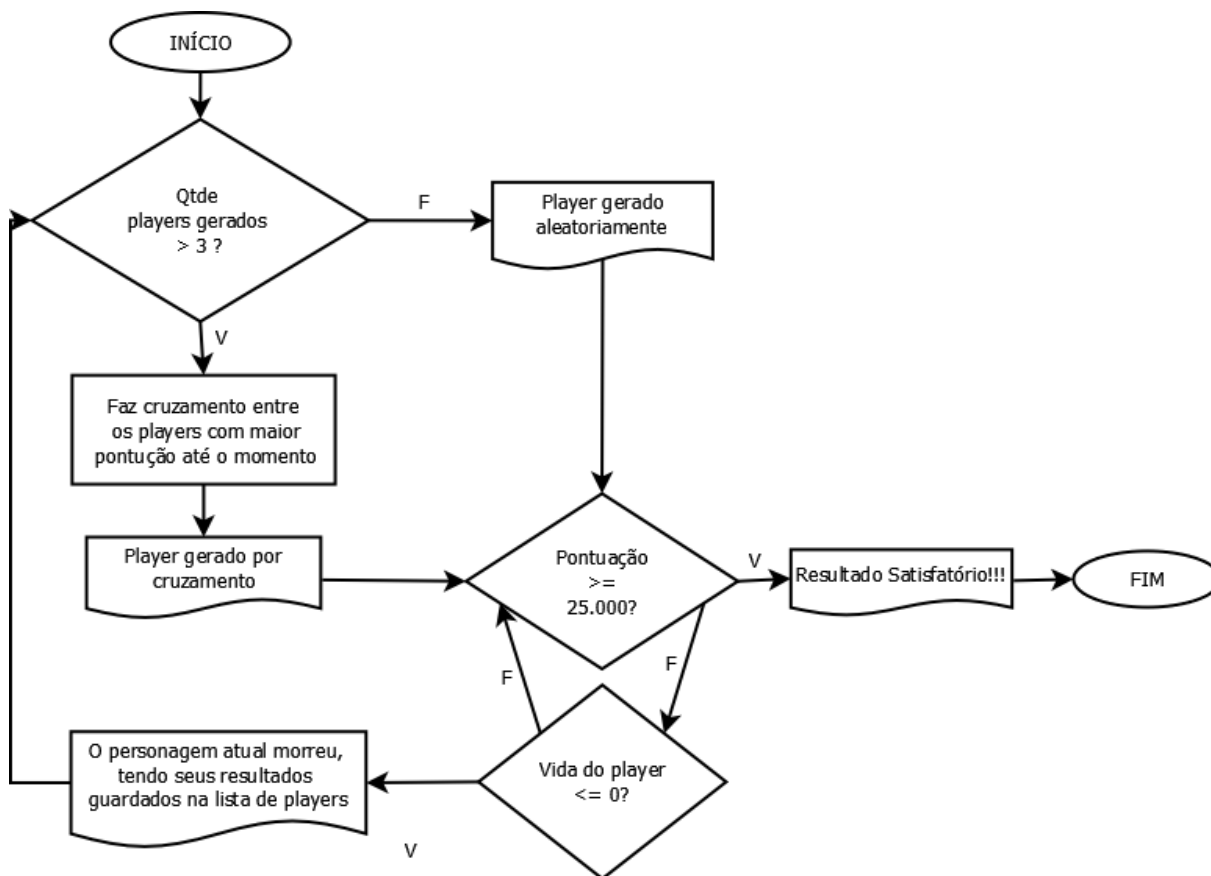 INÍCIO
Qtde
players gerados
> 3 ?
F
Player gerado
aleatoriamente
V
Faz cruzamento entre
os players com maior
pontução até o momento
Player gerado por
cruzamento
Pontuação
>=
25.000?
V
Resultado Satisfatório!!!
FIM
F
F
Vida do player
<= 0?
O personagem atual morreu,
tendo seus resultados
guardados na lista de players
V